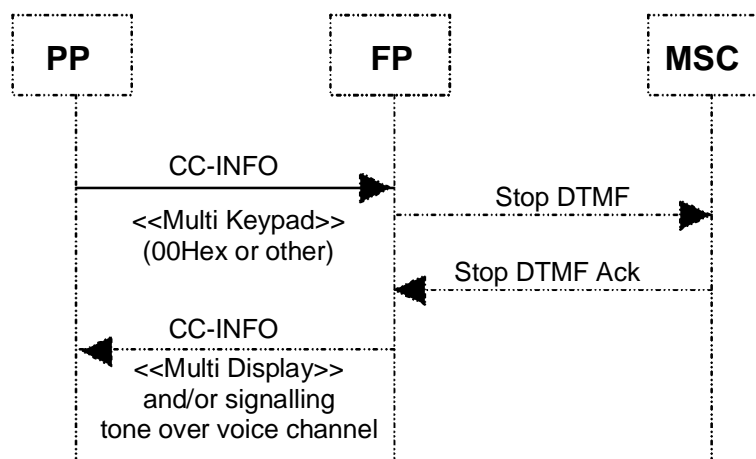 PP FP MSC
CC-INFO
<<Multi Keypad>>
(00Hex or other)
Stop DTMF
Stop DTMF Ack
CC-INFO
<<Multi Display>>
and/or signalling
tone over voice channel